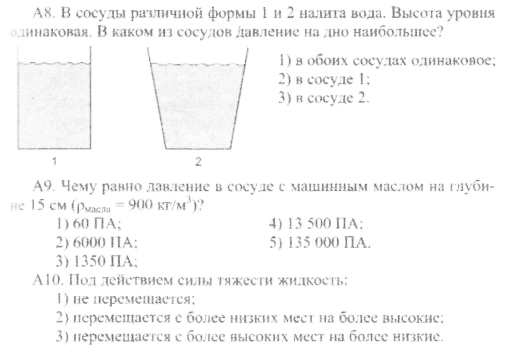 А8. В сосуды различной формы 1 и 2 налита вода. Высота уровня
одинаковая. В каком из сосудов давление на дно наибольшее?
1) в обоих сосудах одинаковое;
2) в сосуде 1;
3) в сосуде 2.
1
2
А9. Чему равно давление в сосуде с машинным маслом на глуби-
не 15 см (ρмасла = 900 кг/м³)?
1) 60 ПА;
4) 13 500 ПА;
2) 6000 ПА;
5) 135 000 ПА.
3) 1350 ПА;
А10. Под действием силы тяжести жидкость:
1) не перемещается;
2) перемещается с более низких мест на более высокие;
3) перемещается с более высоких мест на более низкие.